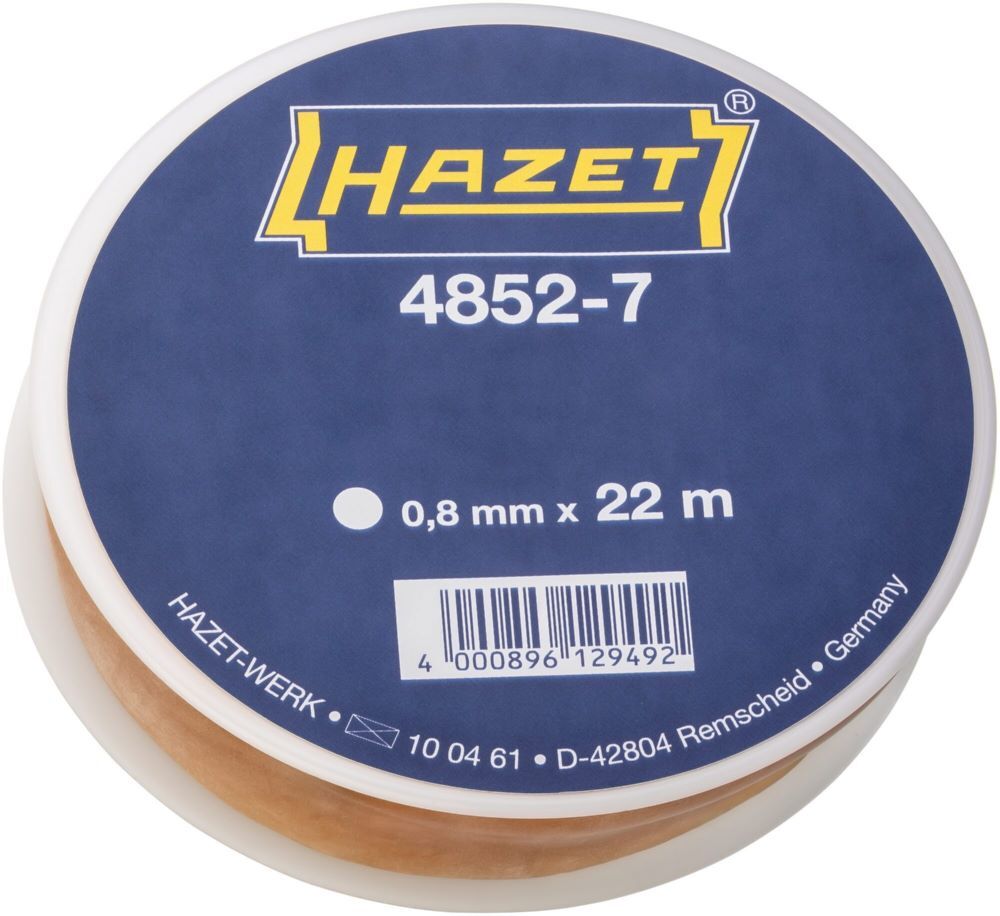 HAZET®
4852-7
0,8 mm x 22 m
4 000896 129492
HAZET-WERK • 10 04 61 • D-42804 Remscheid • Germany